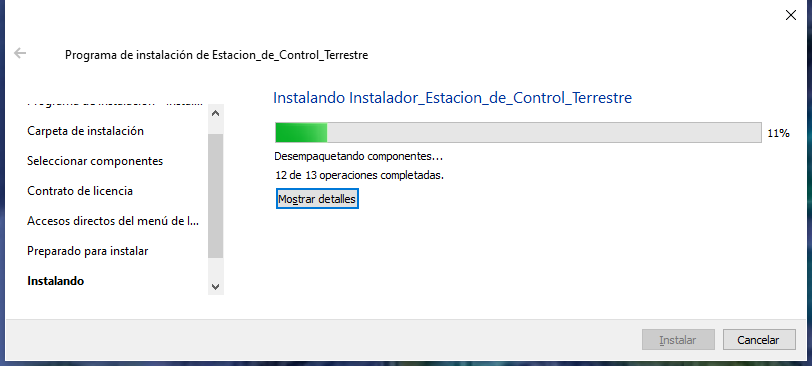 Programa de instalación de Estacion_de_Control_Terrestre
Instalando Instalador_Estacion_de_Control_Terrestre
11%
Desempaquetando componentes...
12 de 13 operaciones completadas.
Mostrar detalles
Carpeta de instalación
Seleccionar componentes
Contrato de licencia
Accesos directos del menú de l...
Preparado para instalar
Instalando
Instalar
Cancelar